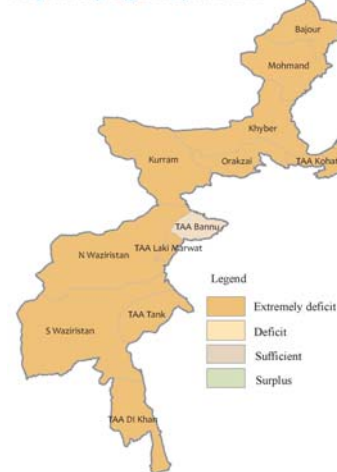 Bajour
Mohmand
Khyber
Kurram
Orakzai
TAA Kohat
TAA Bannu
N Waziristan
TAA Laki Marwat
Legend
Extremely deficit
TAA Tank
S Waziristan
Deficit
Sufficient
Surplus
TAA DI Khan